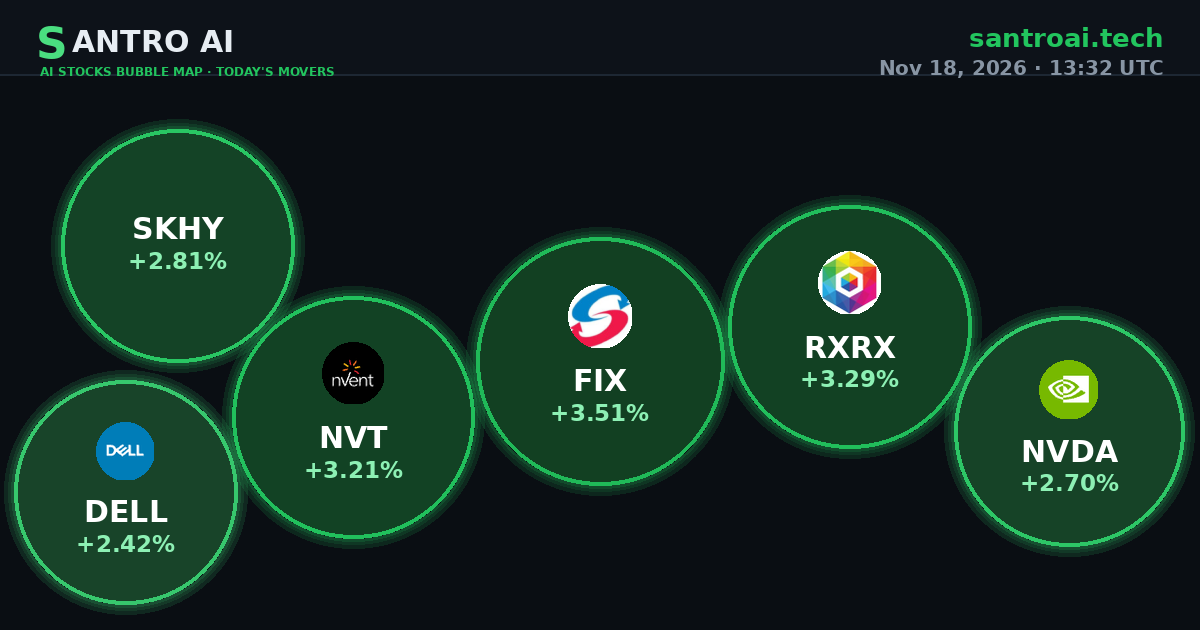 SANTRO AI
AI STOCKS BUBBLE MAP · TODAY'S MOVERS
santroai.tech
Nov 18, 2026 · 13:32 UTC
SKHY
+2.81%
DELL
DELL
+2.42%
nvent
NVT
+3.21%
FIX
+3.51%
RXRX
+3.29%
NVDA
+2.70%